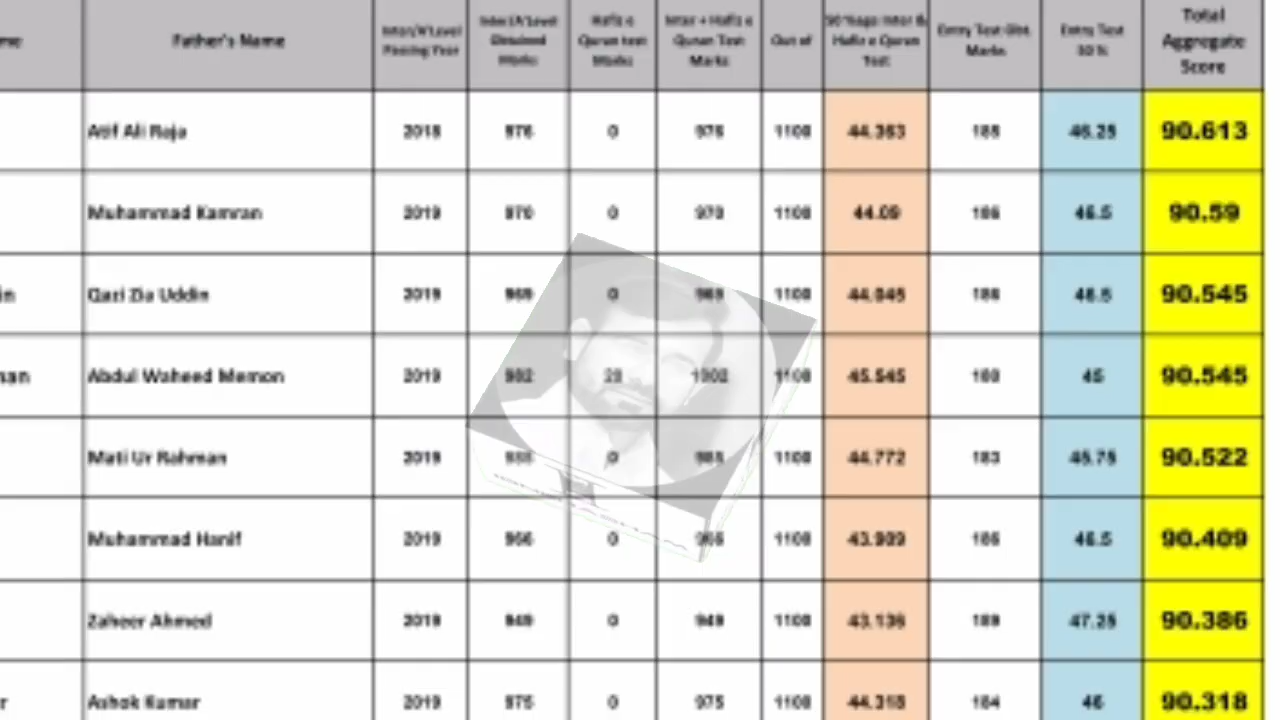 me Father's Name Inter/A'Level Passing Year Inter/A'Level Obtained Marks Hafiz e Quran test Marks Inter + Hafiz e Quran Test Marks Out of 50 %age Inter & Hafiz e Quran Test Entry Test Obt. Marks Entry Test 50 % Total Aggregate Score
Atif Ali Raja 2018 976 0 976 1100 44.363 185 46.25 90.613
Muhammad Kamran 2019 970 0 970 1100 44.09 186 46.5 90.59
in Qazi Zia Uddin 2019 969 0 969 1100 44.045 186 46.5 90.545
nan Abdul Waheed Memon 2019 982 20 1002 1100 45.545 180 45 90.545
Mati Ur Rahman 2019 985 0 985 1100 44.772 183 45.75 90.522
Muhammad Hanif 2019 966 0 966 1100 43.909 186 46.5 90.409
Zaheer Ahmed 2019 949 0 949 1100 43.136 189 47.25 90.386
r Ashok Kumar 2019 975 0 975 1100 44.318 184 46 90.318